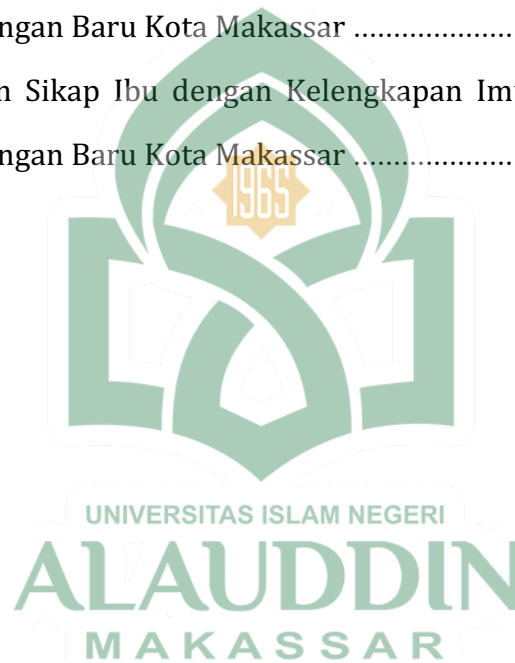 ngan Baru Kota Makassar ....................
n Sikap Ibu dengan Kelengkapan Im
ngan Baru Kota Makassar ....................
1965
UNIVERSITAS ISLAM NEGERI
ALAUDDIN
MAKASSAR